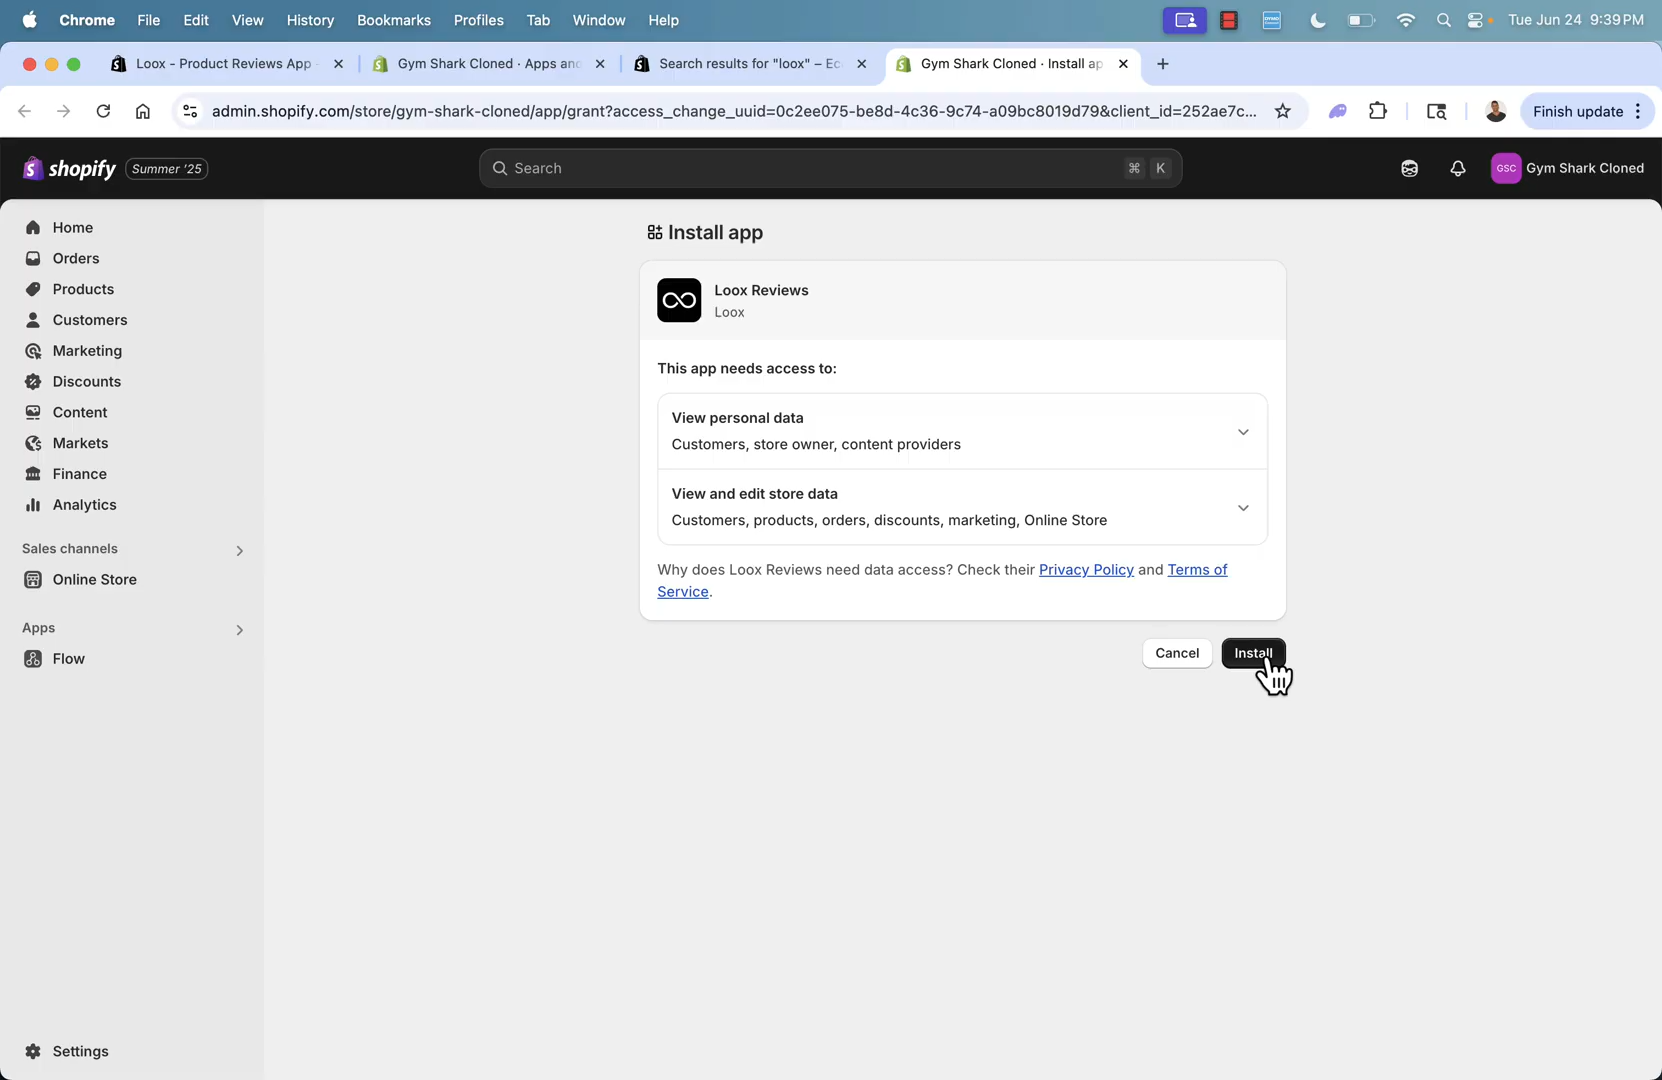 Chrome File Edit View History Bookmarks Profiles Tab Window Help Tue Jun 24 9:39 PM
Loox - Product Reviews App Gym Shark Cloned · Apps and Search results for "loox" – Ec Gym Shark Cloned · Install ap
admin.shopify.com/store/gym-shark-cloned/app/grant?access_change_uuid=0c2ee075-be8d-4c36-9c74-a09bc8019d79&client_id=252ae7c... Finish update
shopify Summer '25 Search ⌘ K GSC Gym Shark Cloned
Home
Orders
Products
Customers
Marketing
Discounts
Content
Markets
Finance
Analytics
Sales channels
Online Store
Apps
Flow
Settings
Install app
Loox Reviews
Loox
This app needs access to:
View personal data
Customers, store owner, content providers
View and edit store data
Customers, products, orders, discounts, marketing, Online Store
Why does Loox Reviews need data access? Check their Privacy Policy and Terms of
Service.
Cancel Install